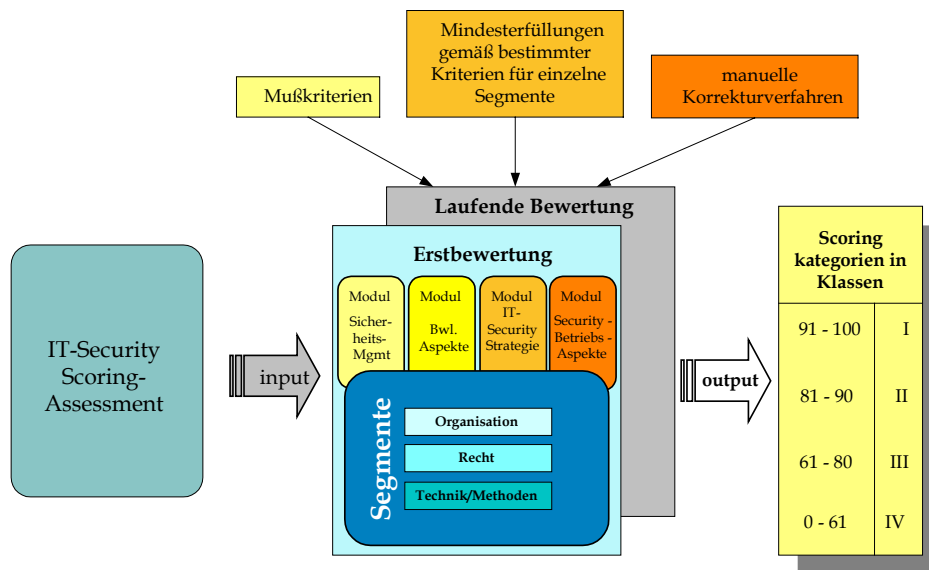 Mußkriterien
Mindesterfüllungen
gemäß bestimmter
Kriterien für einzelne
Segmente
manuelle
Korrekturverfahren
Laufende Bewertung
Erstbewertung
Modul
Sicher-
heits-
Mgmt
Modul
Bwl.
Aspekte
Modul
IT-
Security
Strategie
Modul
Security -
Betriebs -
Aspekte
IT-Security
Scoring-
Assessment
input
Segmente
Organisation
Recht
Technik/Methoden
output
Scoring
kategorien in
Klassen
91 - 100 I
81 - 90 II
61 - 80 III
0 - 61 IV